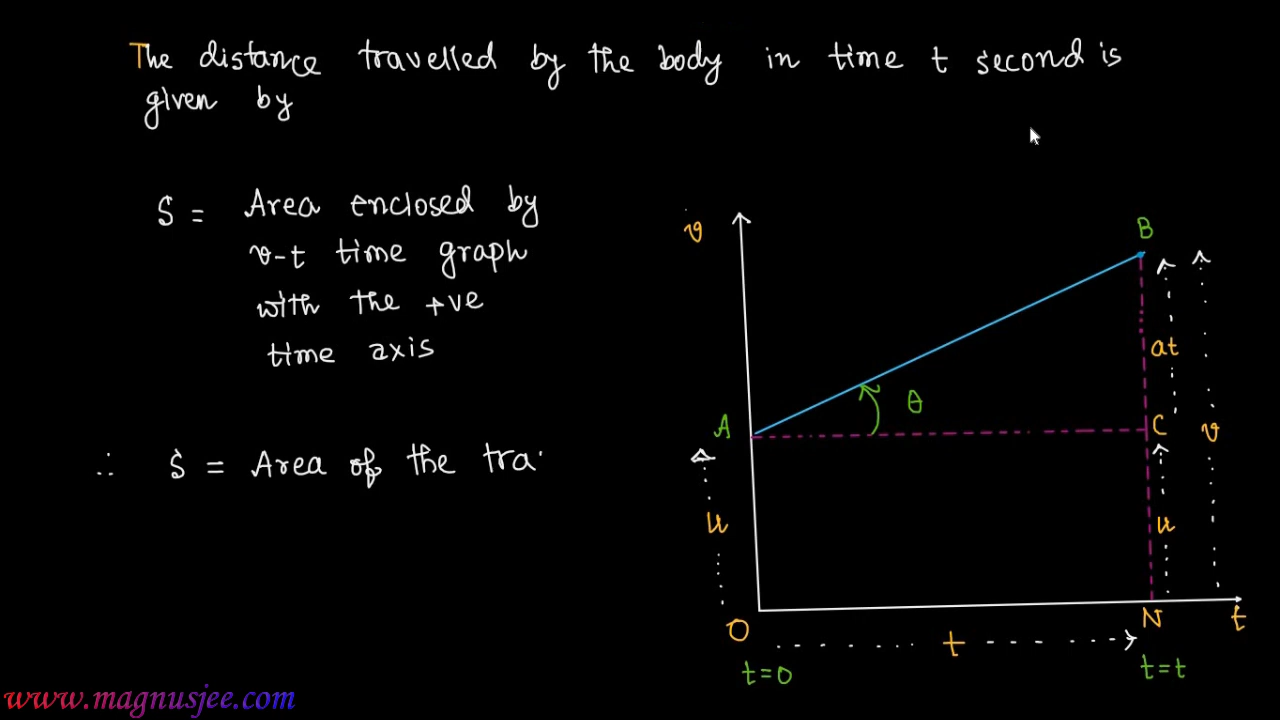 The distance travelled by the body in time t second is
given by
S = Area enclosed by
v-t time graph
with the +ve
time axis
∴ S = Area of the tra
v
B
at
A
θ
C
v
u
u
O
N
t
t
t=0
t=t
www.magnusjee.com